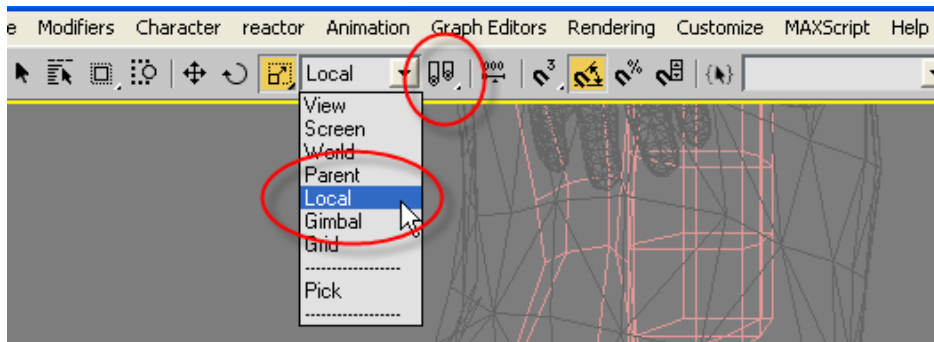 e Modifiers Character reactor Animation Graph Editors Rendering Customize MAXScript Help
Local
View
Screen
World
Parent
Local
Gimbal
Grid
-----------------
Pick
-----------------